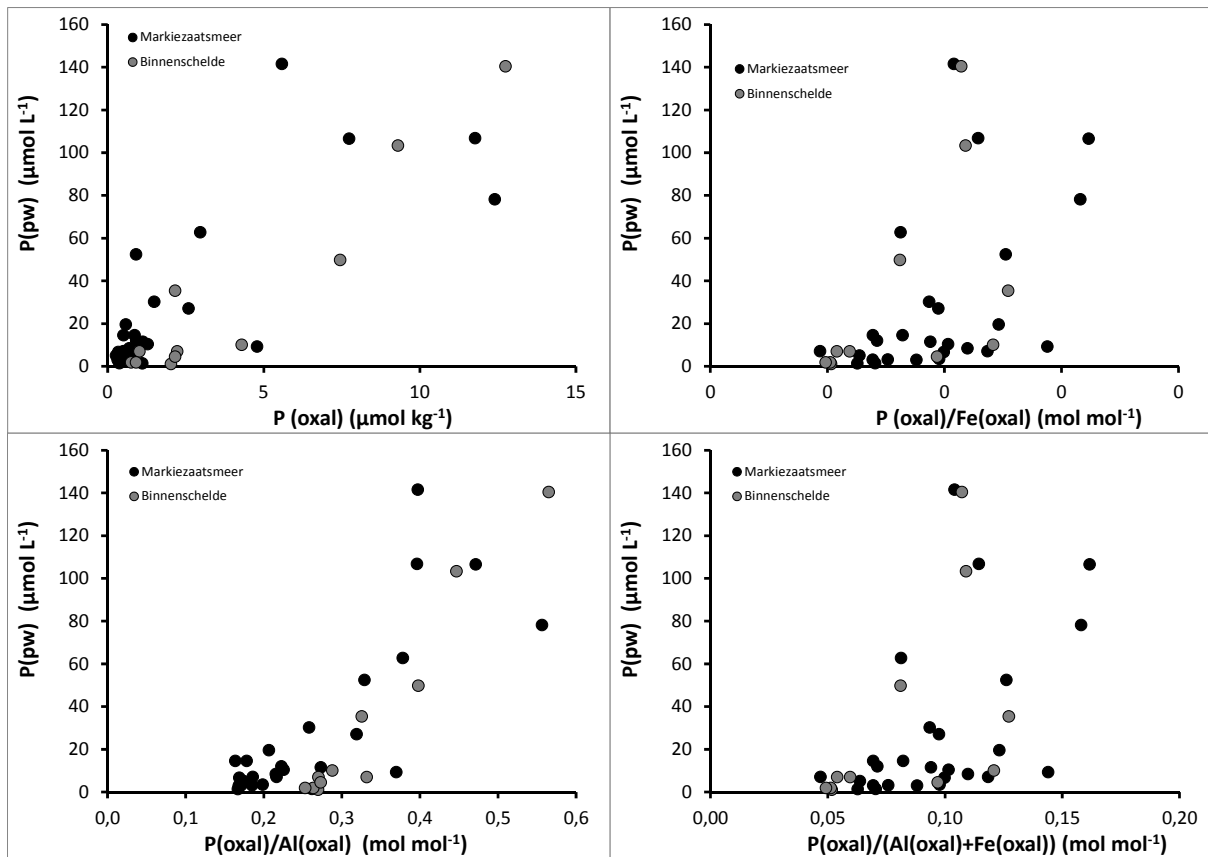 160
140
120
100
80
60
40
20
0
P(pw) (µmol L⁻¹)
Markiezaatsmeer
Binnenschelde
0 5 10 15
P (oxal) (µmol kg⁻¹)
160
140
120
100
80
60
40
20
0
P(pw) (µmol L⁻¹)
Markiezaatsmeer
Binnenschelde
0 0 0 0 0
P (oxal)/Fe(oxal) (mol mol⁻¹)
160
140
120
100
80
60
40
20
0
P(pw) (µmol L⁻¹)
Markiezaatsmeer
Binnenschelde
0 0,1 0,2 0,3 0,4 0,5 0,6
P(oxal)/Al(oxal) (mol mol⁻¹)
160
140
120
100
80
60
40
20
0
P(pw) (µmol L⁻¹)
Markiezaatsmeer
Binnenschelde
0,00 0,05 0,10 0,15 0,20
P(oxal)/(Al(oxal)+Fe(oxal)) (mol mol⁻¹)